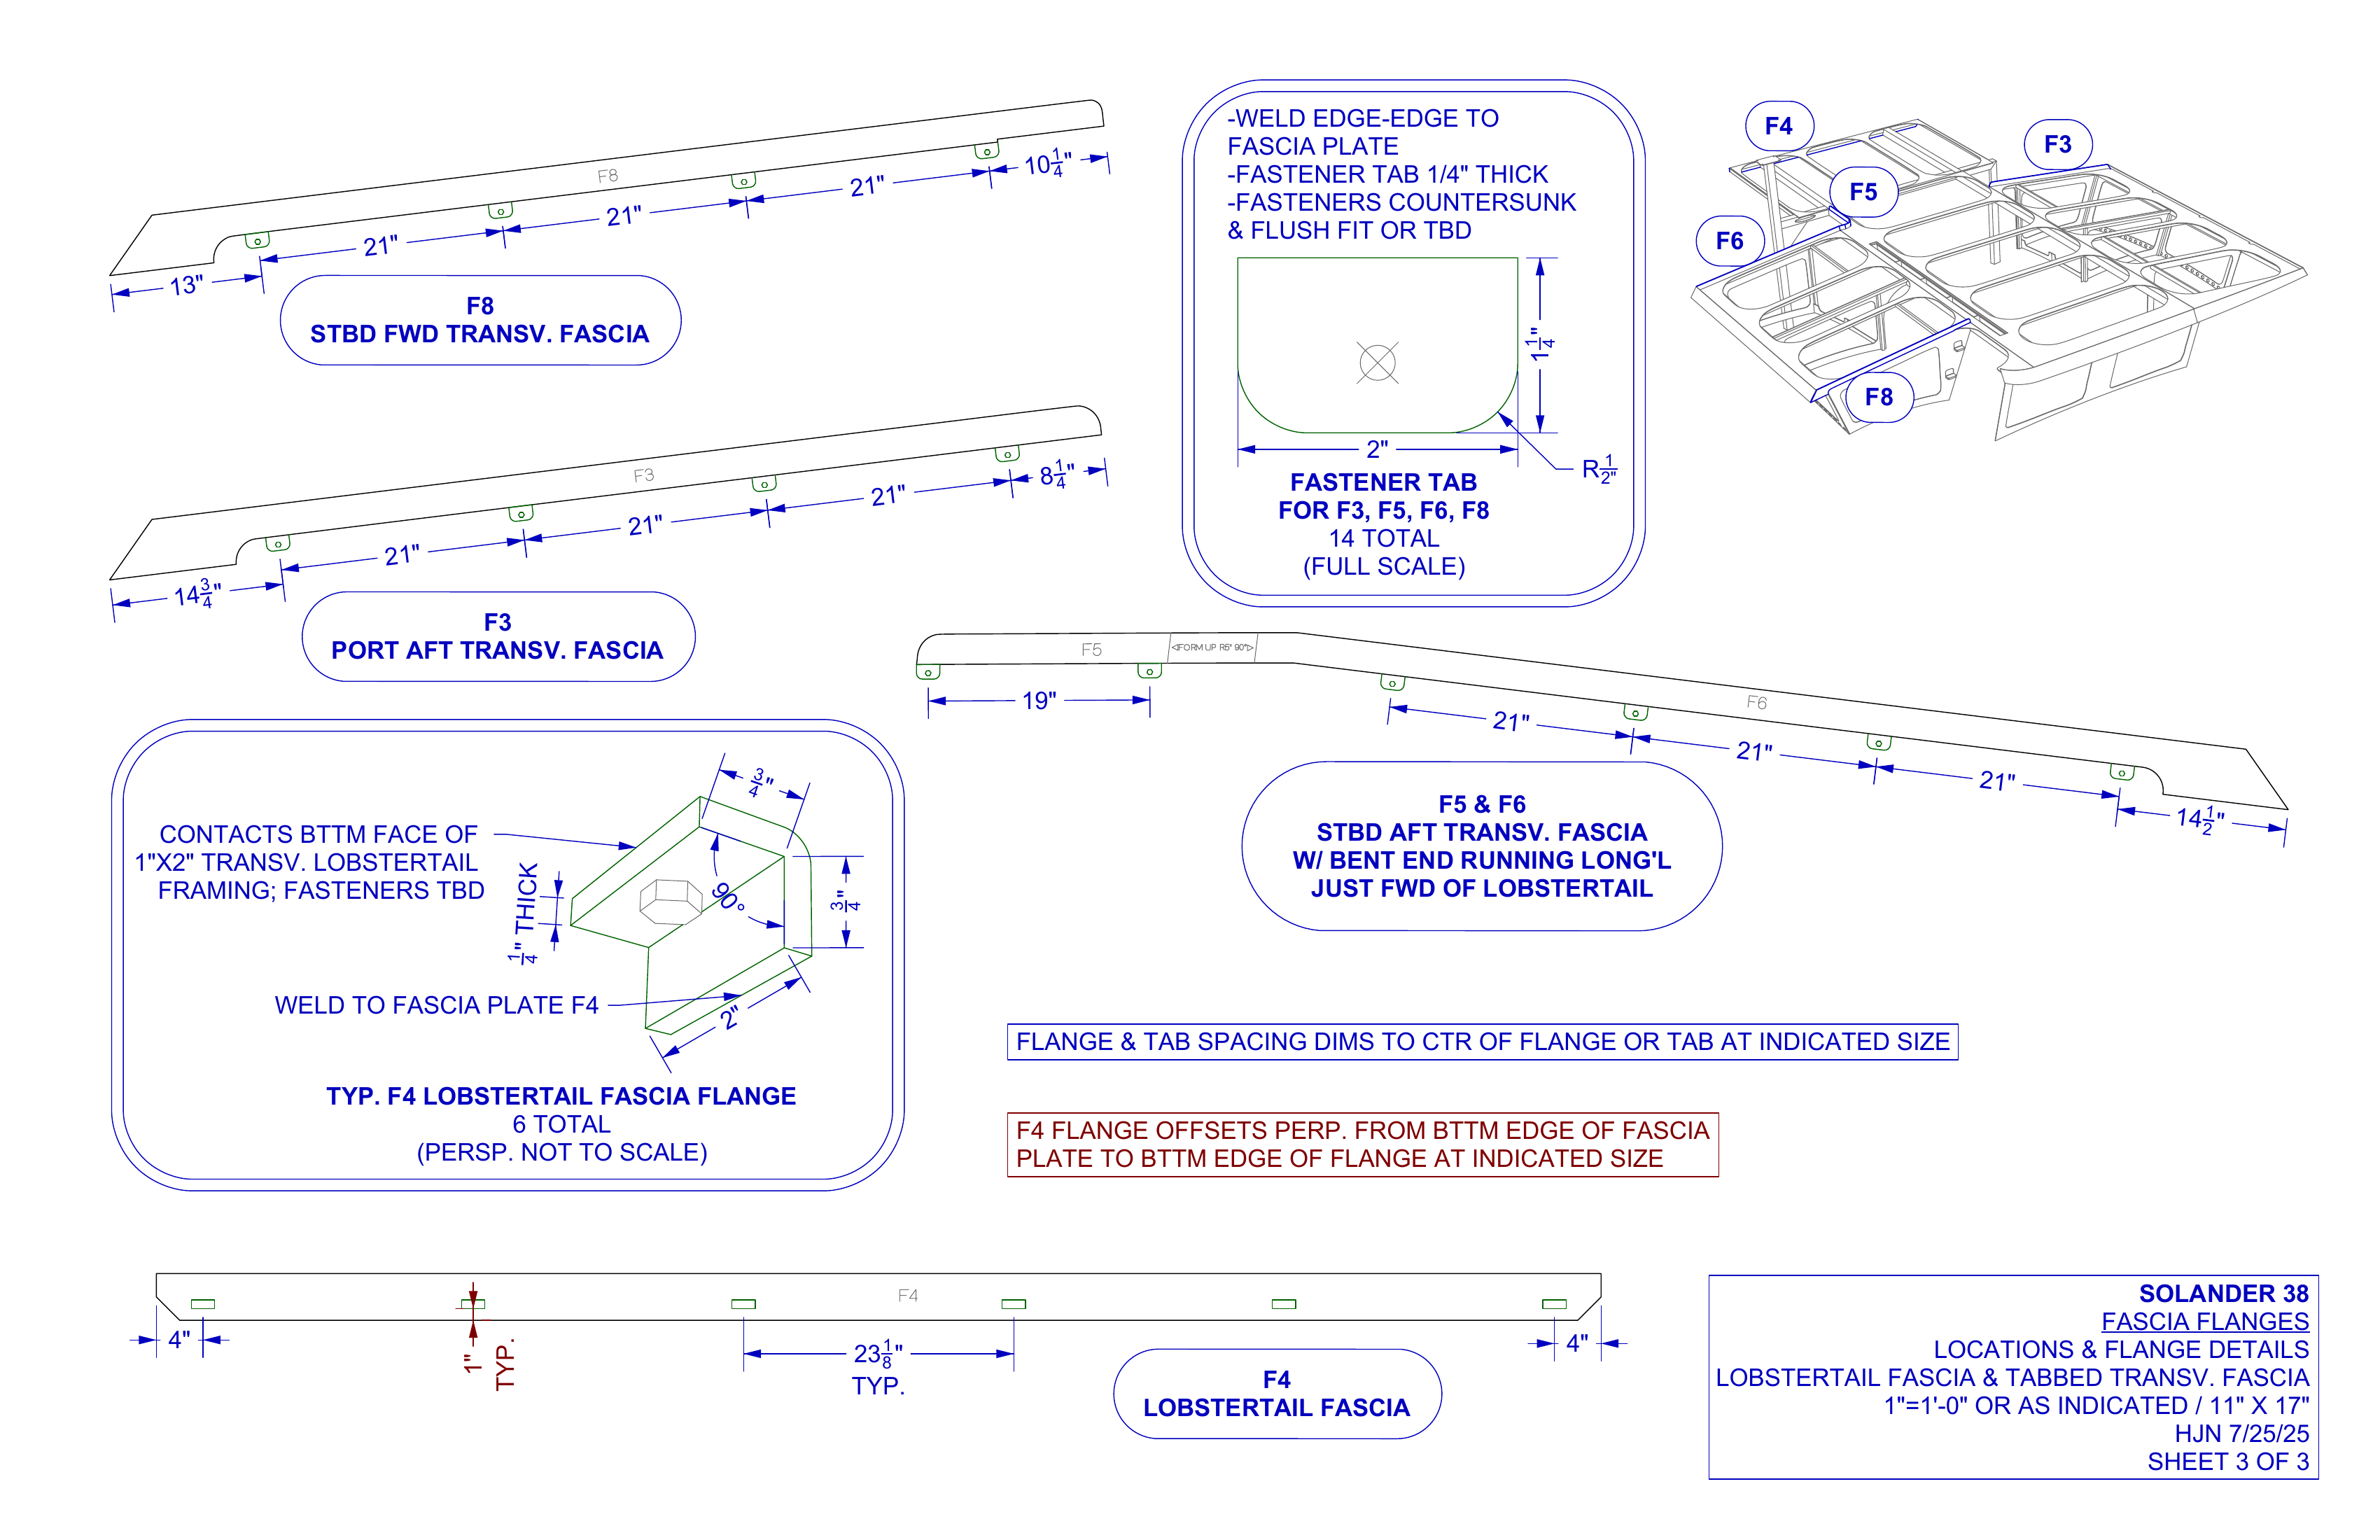 F8
13"
21"
21"
21"
10 1/4"
F8
STBD FWD TRANSV. FASCIA
F3
14 3/4"
21"
21"
21"
8 1/4"
F3
PORT AFT TRANSV. FASCIA
-WELD EDGE-EDGE TO
FASCIA PLATE
-FASTENER TAB 1/4" THICK
-FASTENERS COUNTERSUNK
& FLUSH FIT OR TBD
1 1/4"
2"
R 1/2"
FASTENER TAB
FOR F3, F5, F6, F8
14 TOTAL
(FULL SCALE)
F4
F3
F5
F6
F8
F5
FORM UP R5" 90°
F6
19"
21"
21"
21"
14 1/2"
F5 & F6
STBD AFT TRANSV. FASCIA
W/ BENT END RUNNING LONG'L
JUST FWD OF LOBSTERTAIL
CONTACTS BTTM FACE OF
1"X2" TRANSV. LOBSTERTAIL
FRAMING; FASTENERS TBD
1/4" THICK
3/4"
90°
3/4"
WELD TO FASCIA PLATE F4
2"
TYP. F4 LOBSTERTAIL FASCIA FLANGE
6 TOTAL
(PERSP. NOT TO SCALE)
FLANGE & TAB SPACING DIMS TO CTR OF FLANGE OR TAB AT INDICATED SIZE
F4 FLANGE OFFSETS PERP. FROM BTTM EDGE OF FASCIA
PLATE TO BTTM EDGE OF FLANGE AT INDICATED SIZE
F4
4"
1"
TYP.
23 1/8"
TYP.
4"
F4
LOBSTERTAIL FASCIA
SOLANDER 38
FASCIA FLANGES
LOCATIONS & FLANGE DETAILS
LOBSTERTAIL FASCIA & TABBED TRANSV. FASCIA
1"=1'-0" OR AS INDICATED / 11" X 17"
HJN 7/25/25
SHEET 3 OF 3